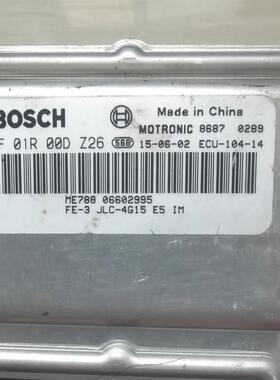 BOSCH
Made in China
MOTRONIC 8687 0289
F 01R 00D Z26 SGB 15-06-02 ECU-104-14
ME788 06602995
FE-3 JLC-4G15 E5 IM